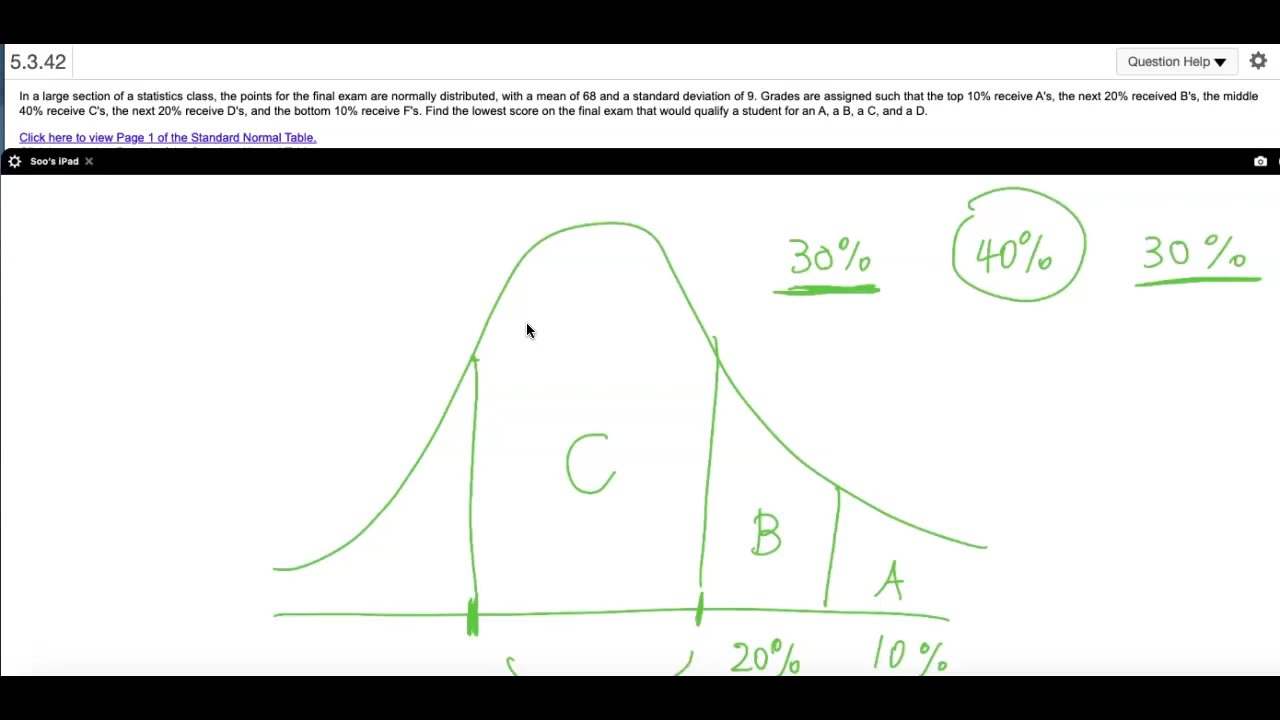 5.3.42
Question Help ▼
In a large section of a statistics class, the points for the final exam are normally distributed, with a mean of 68 and a standard deviation of 9. Grades are assigned such that the top 10% receive A's, the next 20% received B's, the middle
40% receive C's, the next 20% receive D's, and the bottom 10% receive F's. Find the lowest score on the final exam that would qualify a student for an A, a B, a C, and a D.
Click here to view Page 1 of the Standard Normal Table.
Soo's iPad
30% 40% 30%
C
B
A
20% 10%